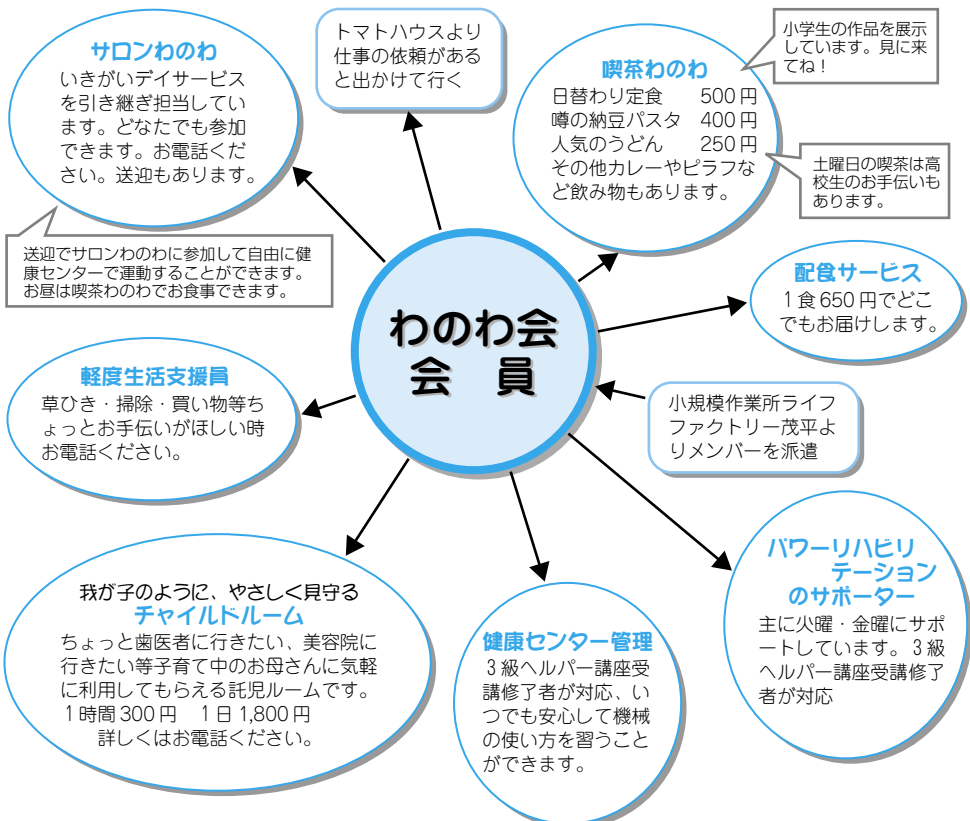 サロンわのわ
いきがいデイサービス
を引き継ぎ担当してい
ます。どなたでも参加
できます。お電話くだ
さい。送迎もあります。
送迎でサロンわのわに参加して自由に健
康センターで運動することができます。
お昼は喫茶わのわでお食事できます。
トマトハウスより
仕事の依頼がある
と出かけて行く
喫茶わのわ
日替わり定食 500円
噂の納豆パスタ 400円
人気のうどん 250円
その他カレーやピラフな
ど飲み物もあります。
小学生の作品を展示
しています。見に来
てね！
土曜日の喫茶は高
校生のお手伝いも
あります。
配食サービス
1食650円でどこ
でもお届けします。
わのわ会
会 員
軽度生活支援員
草ひき・掃除・買い物等ち
ょっとお手伝いがほしい時
お電話ください。
小規模作業所ライフ
ファクトリー茂平よ
りメンバーを派遣
我が子のように、やさしく見守る
チャイルドルーム
ちょっと歯医者に行きたい、美容院に
行きたい等子育て中のお母さんに気軽
に利用してもらえる託児ルームです。
1時間300円 1日1,800円
詳しくはお電話ください。
健康センター管理
3級ヘルパー講座受
講修了者が対応、い
つでも安心して機械
の使い方を習うこと
ができます。
パワーリハビリ
テーション
のサポーター
主に火曜・金曜にサポ
ートしています。3級
ヘルパー講座受講修了
者が対応